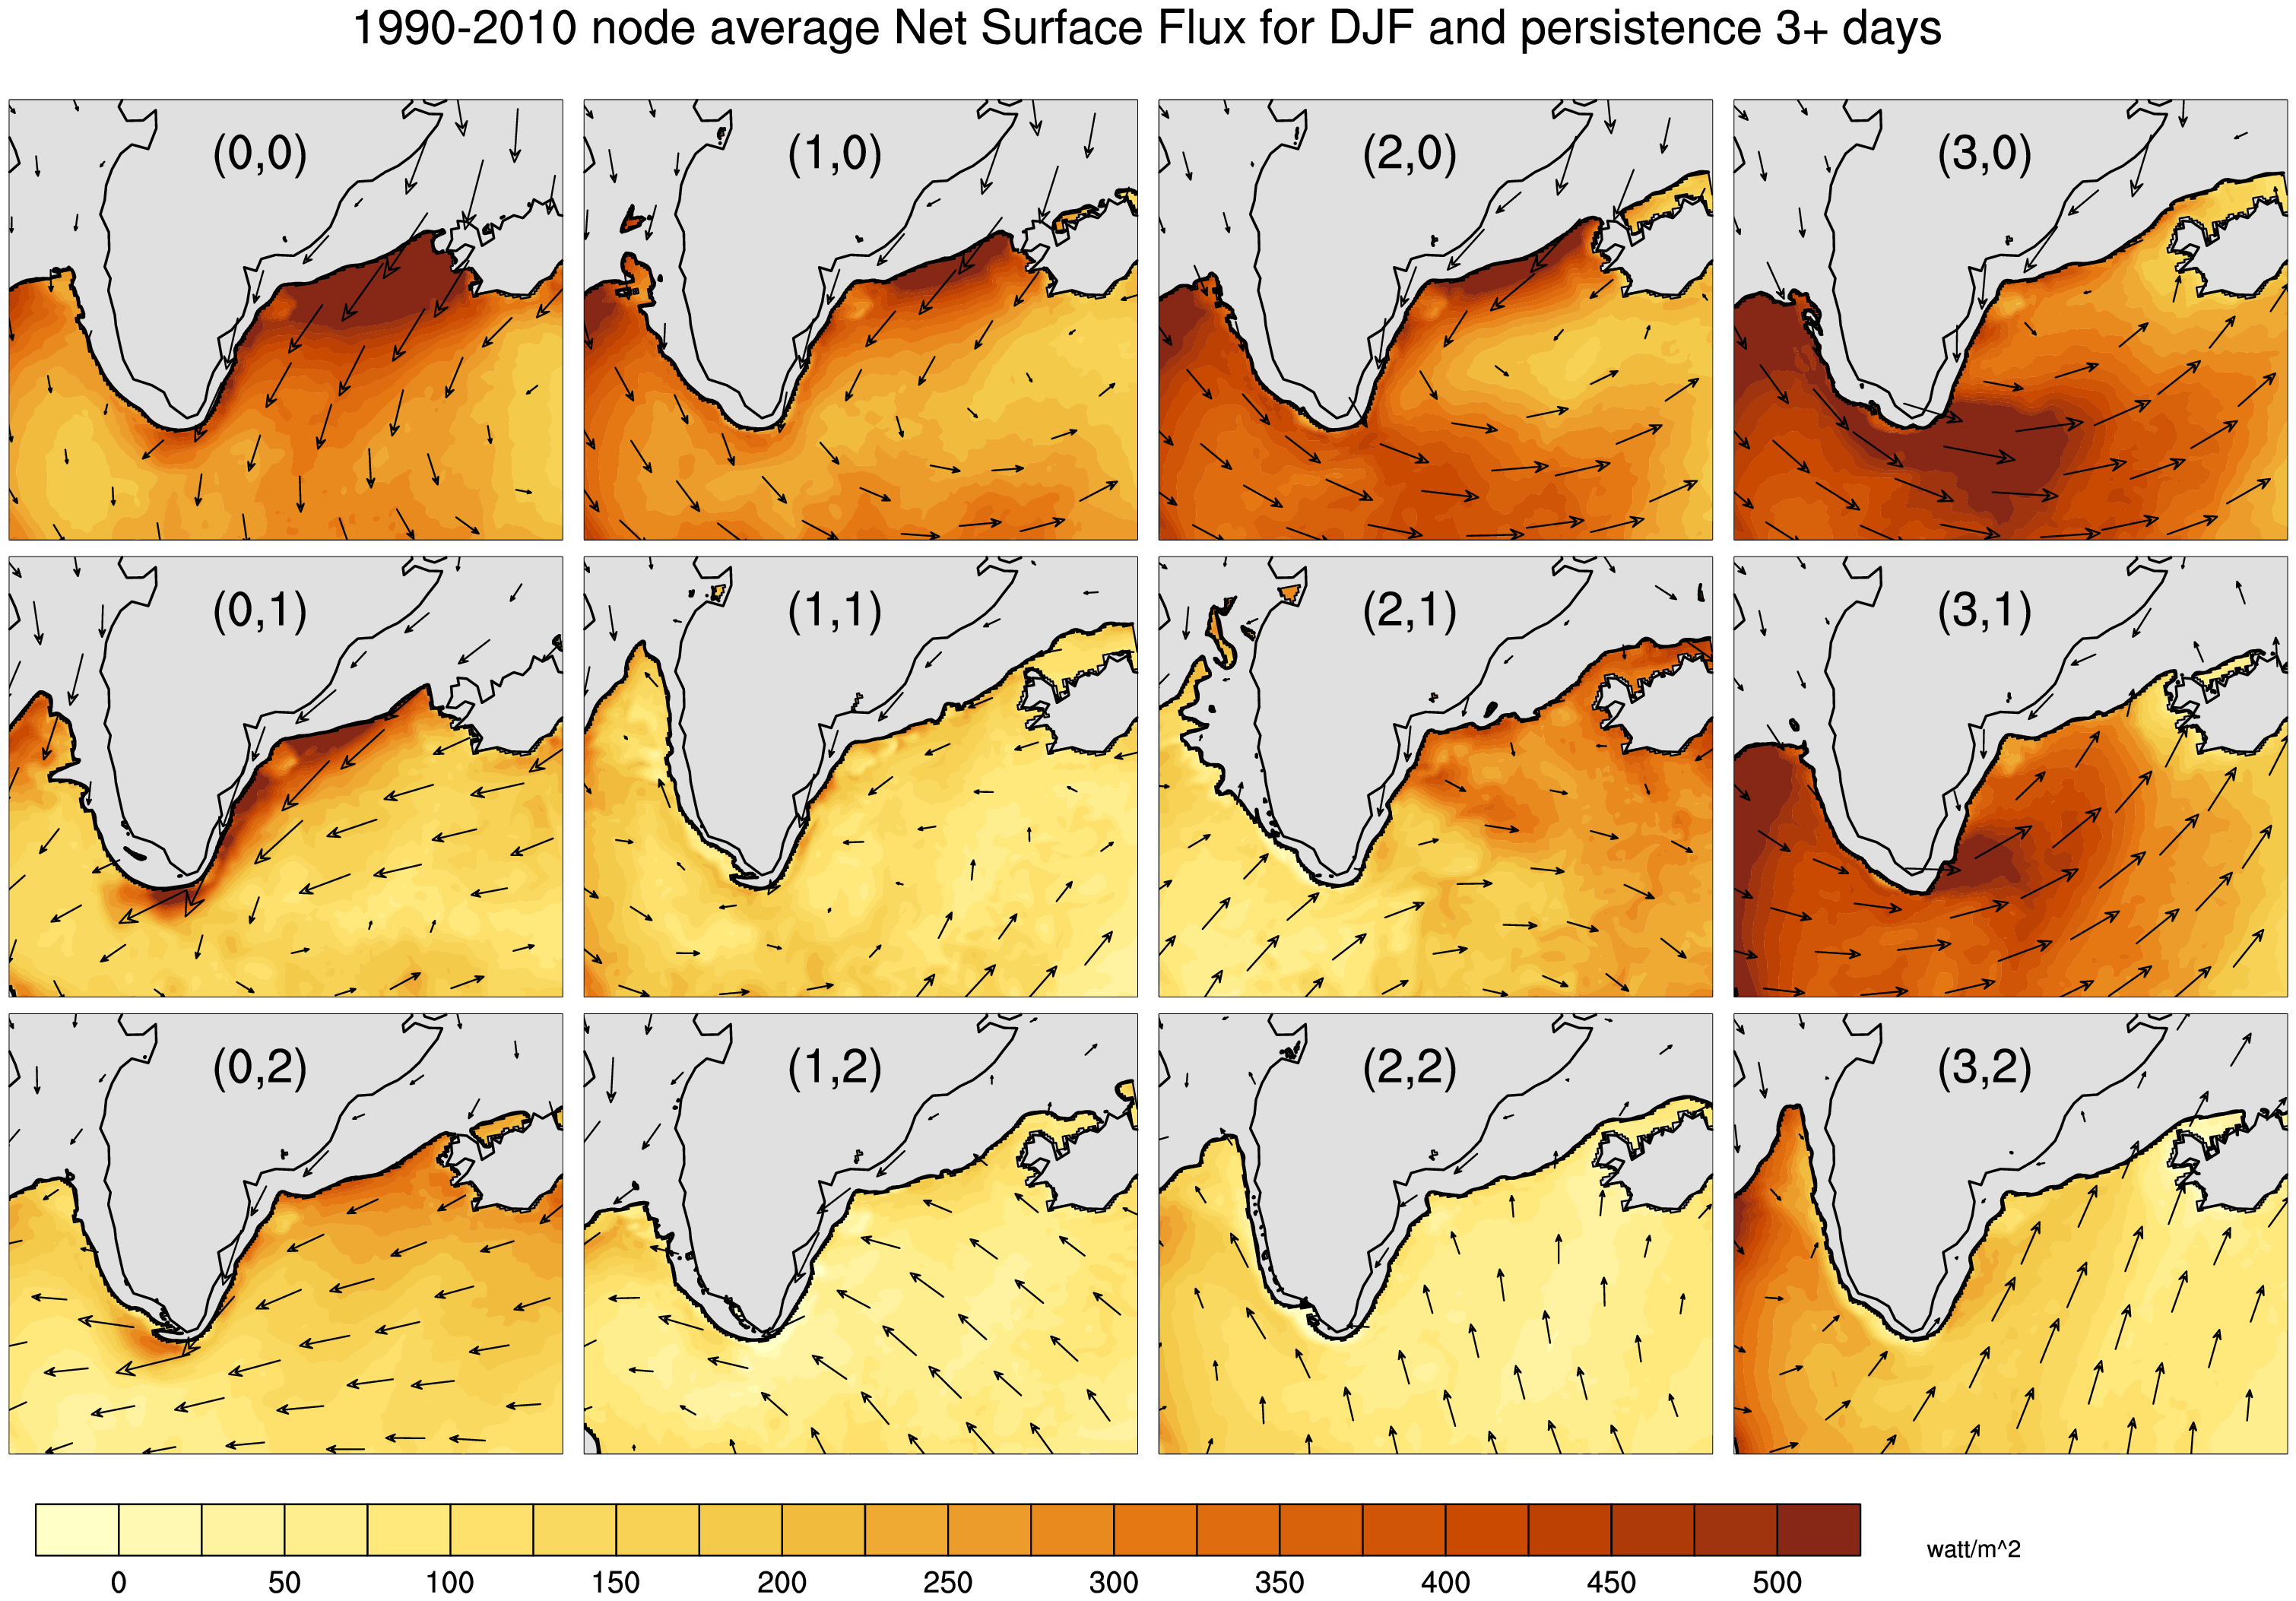 1990-2010 node average Net Surface Flux for DJF and persistence 3+ days
(0,0) (1,0) (2,0) (3,0)
(0,1) (1,1) (2,1) (3,1)
(0,2) (1,2) (2,2) (3,2)
0 50 100 150 200 250 300 350 400 450 500 watt/m^2